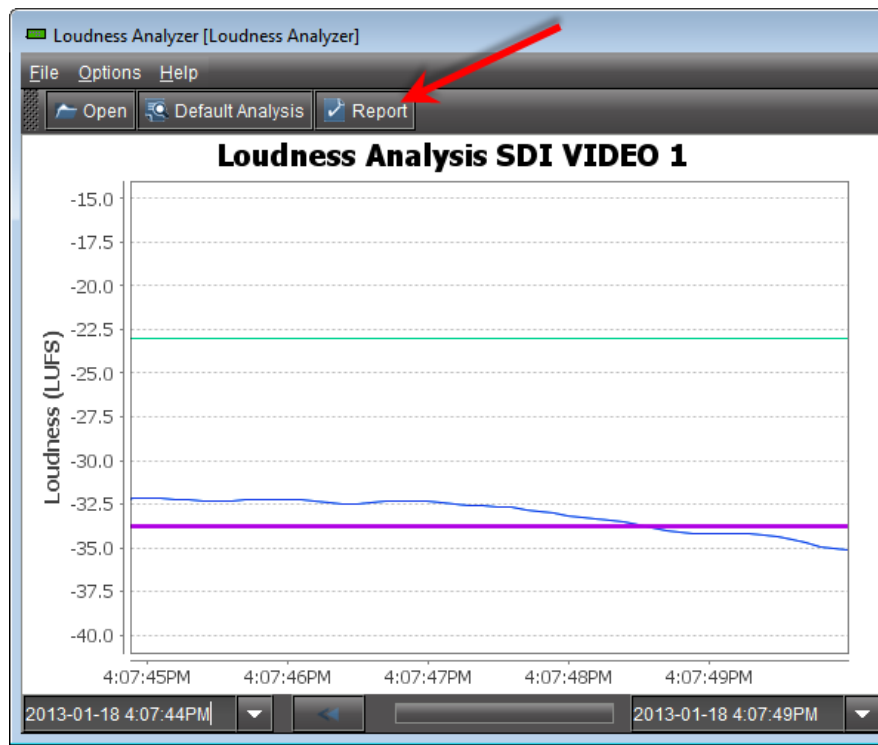 Loudness Analyzer [Loudness Analyzer]
File Options Help
Open Default Analysis Report
Loudness Analysis SDI VIDEO 1
Loudness (LUFS)
-15.0
-17.5
-20.0
-22.5
-25.0
-27.5
-30.0
-32.5
-35.0
-37.5
-40.0
4:07:45PM 4:07:46PM 4:07:47PM 4:07:48PM 4:07:49PM
2013-01-18 4:07:44PM 2013-01-18 4:07:49PM